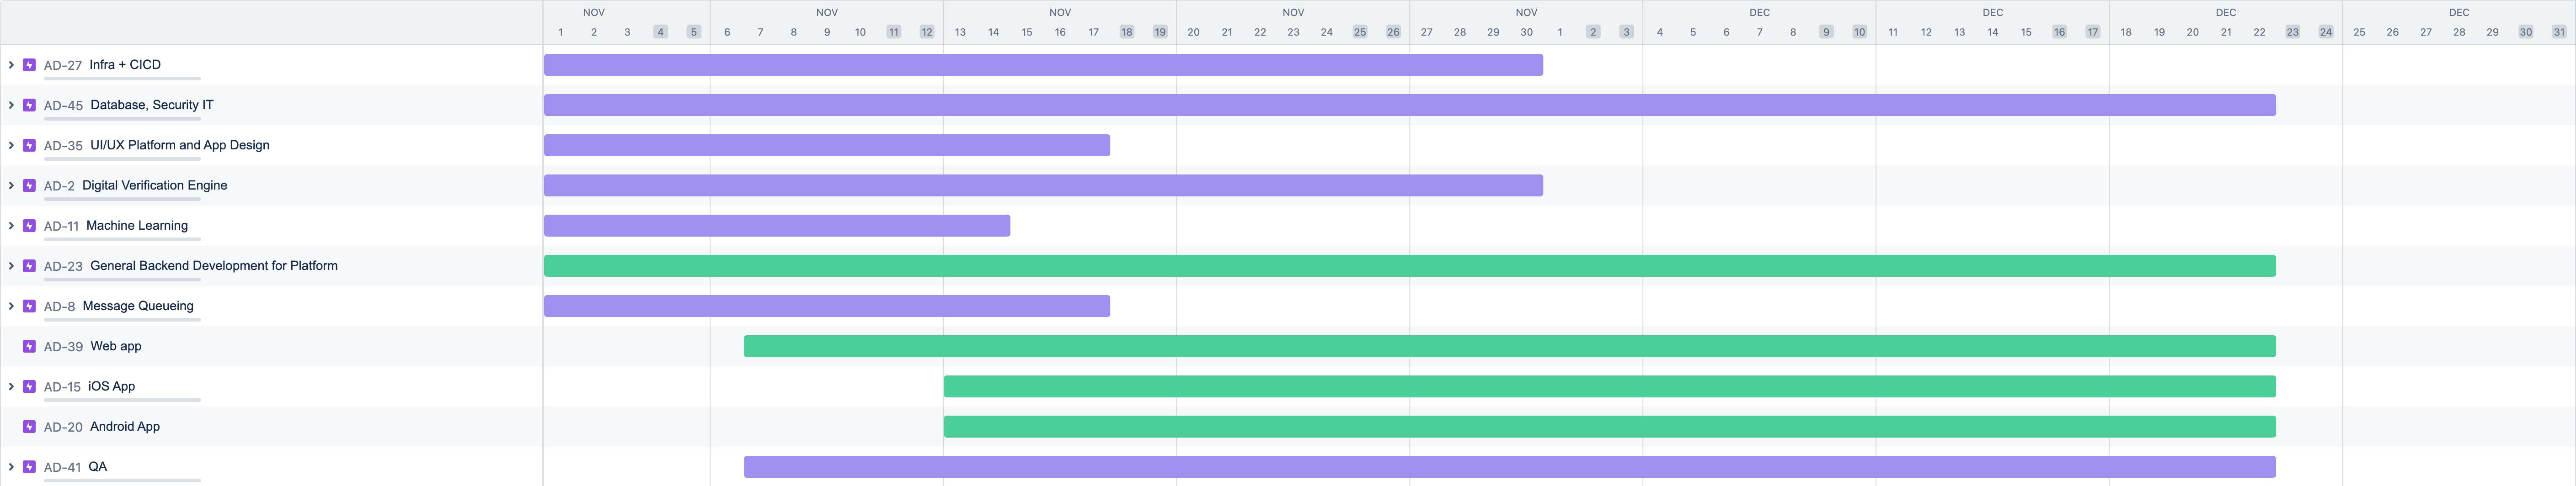 NOV NOV NOV NOV NOV DEC DEC DEC DEC
1 2 3 4 5 6 7 8 9 10 11 12 13 14 15 16 17 18 19 20 21 22 23 24 25 26 27 28 29 30 1 2 3 4 5 6 7 8 9 10 11 12 13 14 15 16 17 18 19 20 21 22 23 24 25 26 27 28 29 30 31
AD-27 Infra + CICD
AD-45 Database, Security IT
AD-35 UI/UX Platform and App Design
AD-2 Digital Verification Engine
AD-11 Machine Learning
AD-23 General Backend Development for Platform
AD-8 Message Queueing
AD-39 Web app
AD-15 iOS App
AD-20 Android App
AD-41 QA